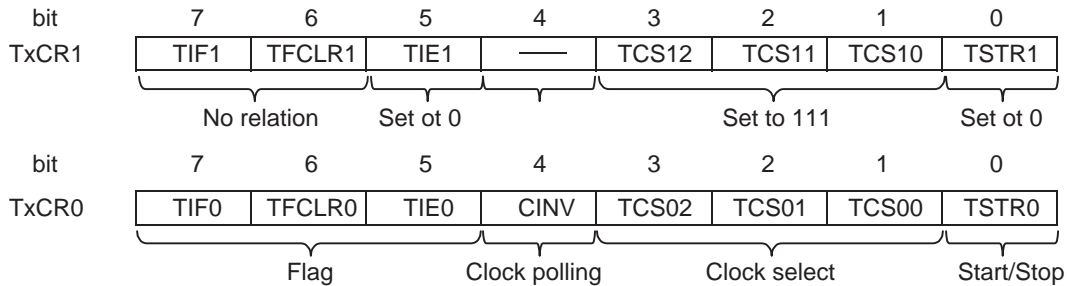 bit 7 6 5 4 3 2 1 0
TxCR1 TIF1 TFCLR1 TIE1 — TCS12 TCS11 TCS10 TSTR1
No relation Set ot 0 Set to 111 Set ot 0
bit 7 6 5 4 3 2 1 0
TxCR0 TIF0 TFCLR0 TIE0 CINV TCS02 TCS01 TCS00 TSTR0
Flag Clock polling Clock select Start/Stop